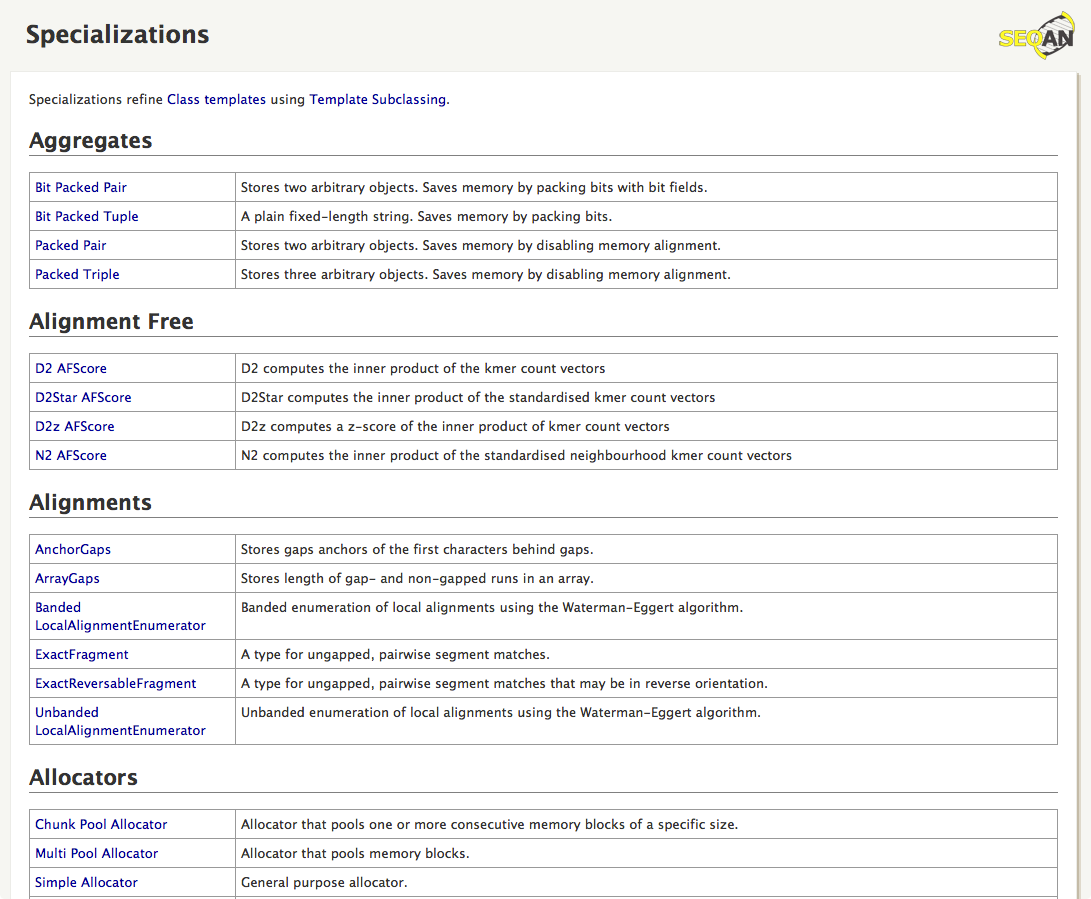 Specializations
SEQAN
Specializations refine Class templates using Template Subclassing.
Aggregates
Bit Packed Pair Stores two arbitrary objects. Saves memory by packing bits with bit fields.
Bit Packed Tuple A plain fixed-length string. Saves memory by packing bits.
Packed Pair Stores two arbitrary objects. Saves memory by disabling memory alignment.
Packed Triple Stores three arbitrary objects. Saves memory by disabling memory alignment.
Alignment Free
D2 AFScore D2 computes the inner product of the kmer count vectors
D2Star AFScore D2Star computes the inner product of the standardised kmer count vectors
D2z AFScore D2z computes a z-score of the inner product of kmer count vectors
N2 AFScore N2 computes the inner product of the standardised neighbourhood kmer count vectors
Alignments
AnchorGaps Stores gaps anchors of the first characters behind gaps.
ArrayGaps Stores length of gap- and non-gapped runs in an array.
Banded Banded enumeration of local alignments using the Waterman-Eggert algorithm.
LocalAlignmentEnumerator
ExactFragment A type for ungapped, pairwise segment matches.
ExactReversableFragment A type for ungapped, pairwise segment matches that may be in reverse orientation.
Unbanded Unbanded enumeration of local alignments using the Waterman-Eggert algorithm.
LocalAlignmentEnumerator
Allocators
Chunk Pool Allocator Allocator that pools one or more consecutive memory blocks of a specific size.
Multi Pool Allocator Allocator that pools memory blocks.
Simple Allocator General purpose allocator.